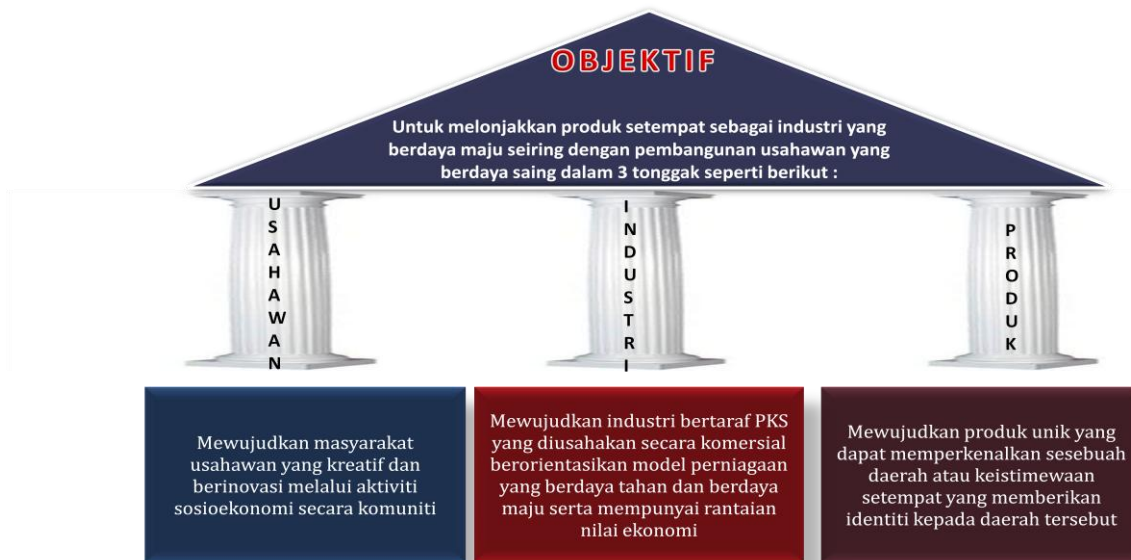 OBJEKTIF
Untuk melonjakkan produk setempat sebagai industri yang
berdaya maju seiring dengan pembangunan usahawan yang
berdaya saing dalam 3 tonggak seperti berikut :
USAHAWAN
INDUSTRI
PRODUK
Mewujudkan masyarakat
usahawan yang kreatif dan
berinovasi melalui aktiviti
sosioekonomi secara komuniti
Mewujudkan industri bertaraf PKS
yang diusahakan secara komersial
berorientasikan model perniagaan
yang berdaya tahan dan berdaya
maju serta mempunyai rantaian
nilai ekonomi
Mewujudkan produk unik yang
dapat memperkenalkan sesebuah
daerah atau keistimewaan
setempat yang memberikan
identiti kepada daerah tersebut